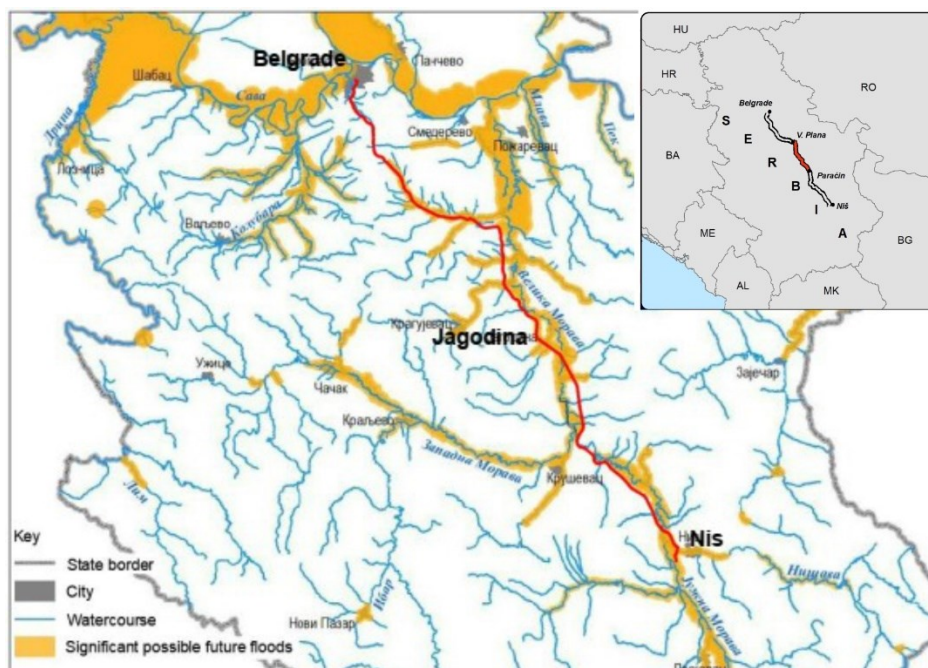 Belgrade
Панчево
Шабац
Сава
Дрина
Смедерево
Млава
Пек
Пожаревац
Лозница
Ваљево
Колубара
Велика Морава
Крагујевац
Jagodina
Ужице
Чачак
Зајечар
Краљево
Западна Морава
Крушевац
Лим
Nis
Нишава
Ибар
Нови Пазар
Јужна Морава
Key
State border
City
Watercourse
Significant possible future floods
HU
HR
RO
Belgrade
S
E
V. Plana
BA
R
Paraćin
B
Niš
I
ME
A
BG
AL
MK